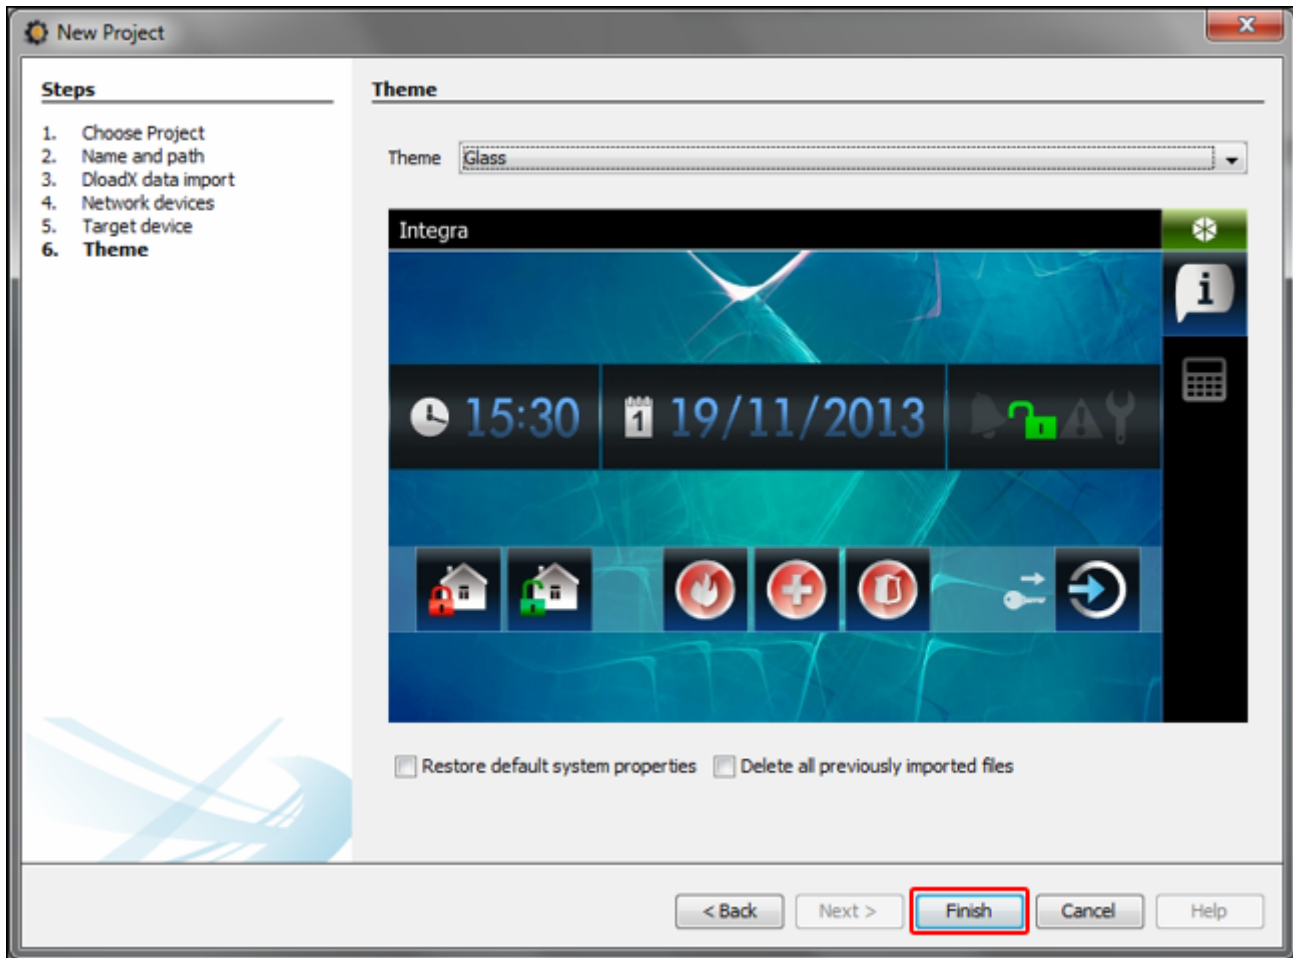 New Project
Steps
1. Choose Project
2. Name and path
3. DloadX data import
4. Network devices
5. Target device
6. Theme
Theme
Theme Glass
Integra
i
15:30 1 19/11/2013
Restore default system properties Delete all previously imported files
< Back Next > Finish Cancel Help